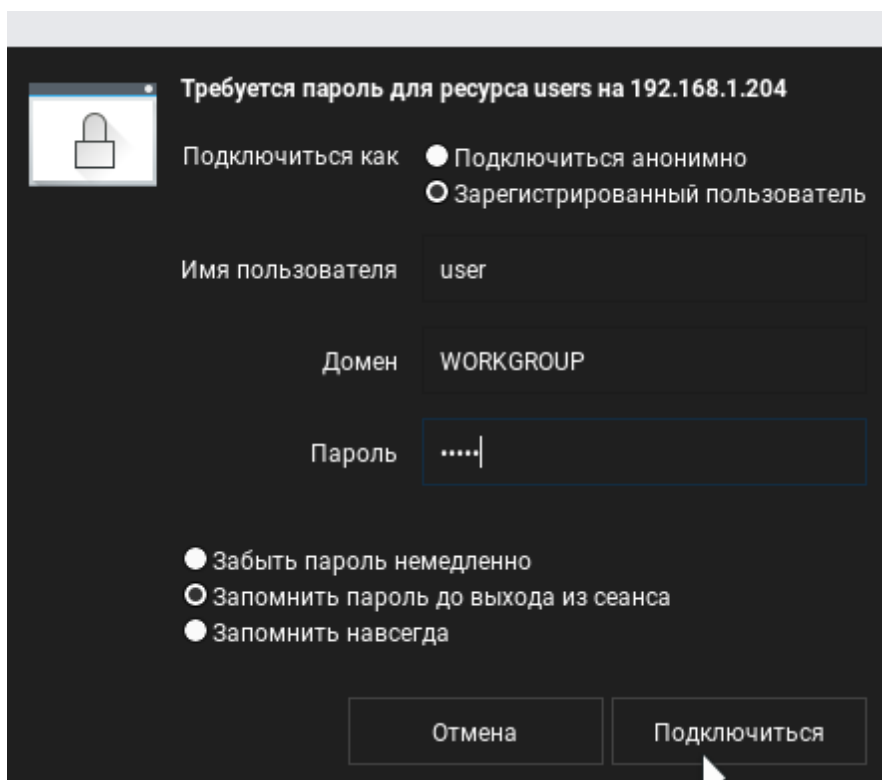 Требуется пароль для ресурса users на 192.168.1.204
Подключиться как
Подключиться анонимно
Зарегистрированный пользователь
Имя пользователя
user
Домен
WORKGROUP
Пароль
•••••
Забыть пароль немедленно
Запомнить пароль до выхода из сеанса
Запомнить навсегда
Отмена
Подключиться